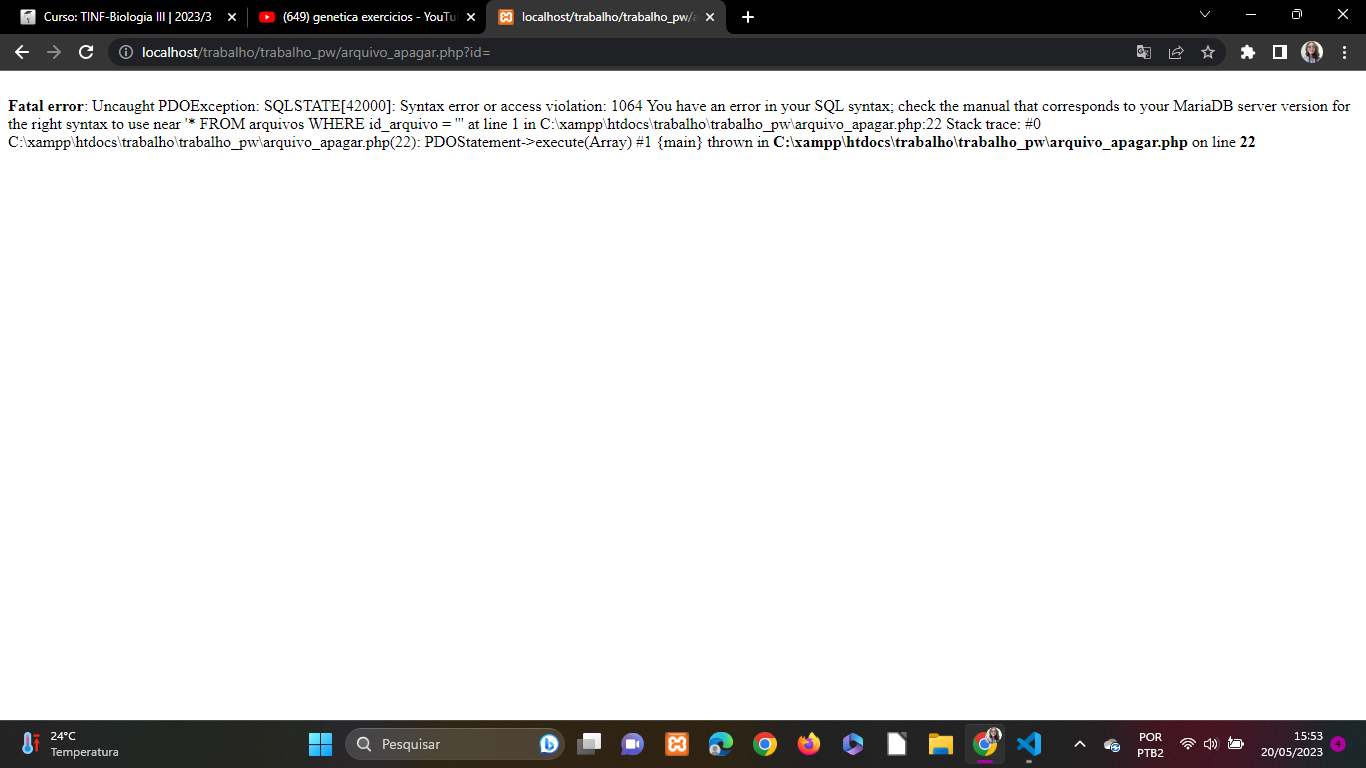 Curso: TINF-Biologia III | 2023/3
(649) genetica exercicios - YouTu
localhost/trabalho/trabalho_pw/a
localhost/trabalho/trabalho_pw/arquivo_apagar.php?id=
Fatal error: Uncaught PDOException: SQLSTATE[42000]: Syntax error or access violation: 1064 You have an error in your SQL syntax; check the manual that corresponds to your MariaDB server version for
the right syntax to use near '* FROM arquivos WHERE id_arquivo = ''' at line 1 in C:\xampp\htdocs\trabalho\trabalho_pw\arquivo_apagar.php:22 Stack trace: #0
C:\xampp\htdocs\trabalho\trabalho_pw\arquivo_apagar.php(22): PDOStatement->execute(Array) #1 {main} thrown in C:\xampp\htdocs\trabalho\trabalho_pw\arquivo_apagar.php on line 22
24°C
Temperatura
Pesquisar
POR
PTB2
15:53
20/05/2023
4